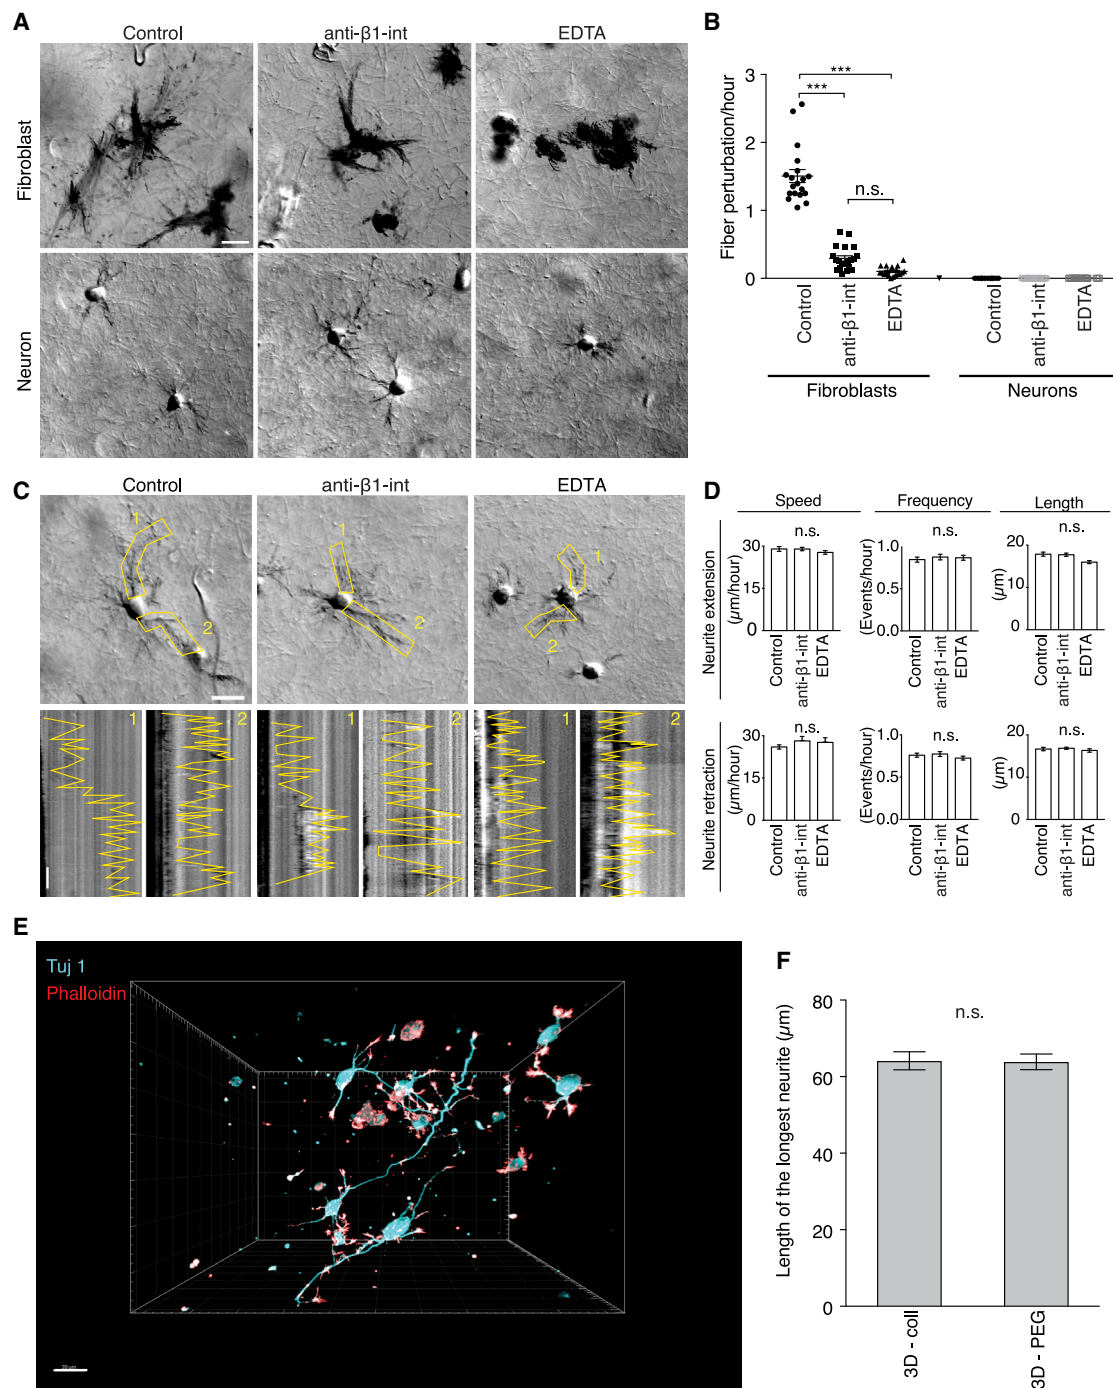 A
Control
anti-β1-int
EDTA
Fibroblast
Neuron
B
Fiber perturbation/hour
3
2
1
0
***
***
n.s.
Control
anti-β1-int
EDTA
Control
anti-β1-int
EDTA
Fibroblasts
Neurons
C
Control
anti-β1-int
EDTA
1
2
1
2
1
2
1
2
1
2
1
2
D
Speed
Frequency
Length
Neurite extension
(µm/hour)
30
15
0
n.s.
Control
anti-β1-int
EDTA
(Events/hour)
1.0
0.5
0.0
n.s.
Control
anti-β1-int
EDTA
(µm)
20
10
0
n.s.
Control
anti-β1-int
EDTA
Neurite retraction
(µm/hour)
30
15
0
n.s.
Control
anti-β1-int
EDTA
(Events/hour)
1.0
0.5
0.0
n.s.
Control
anti-β1-int
EDTA
(µm)
20
10
0
n.s.
Control
anti-β1-int
EDTA
E
Tuj 1
Phalloidin
20 µm
F
Length of the longest neurite (µm)
80
60
40
20
0
n.s.
3D - coll
3D - PEG